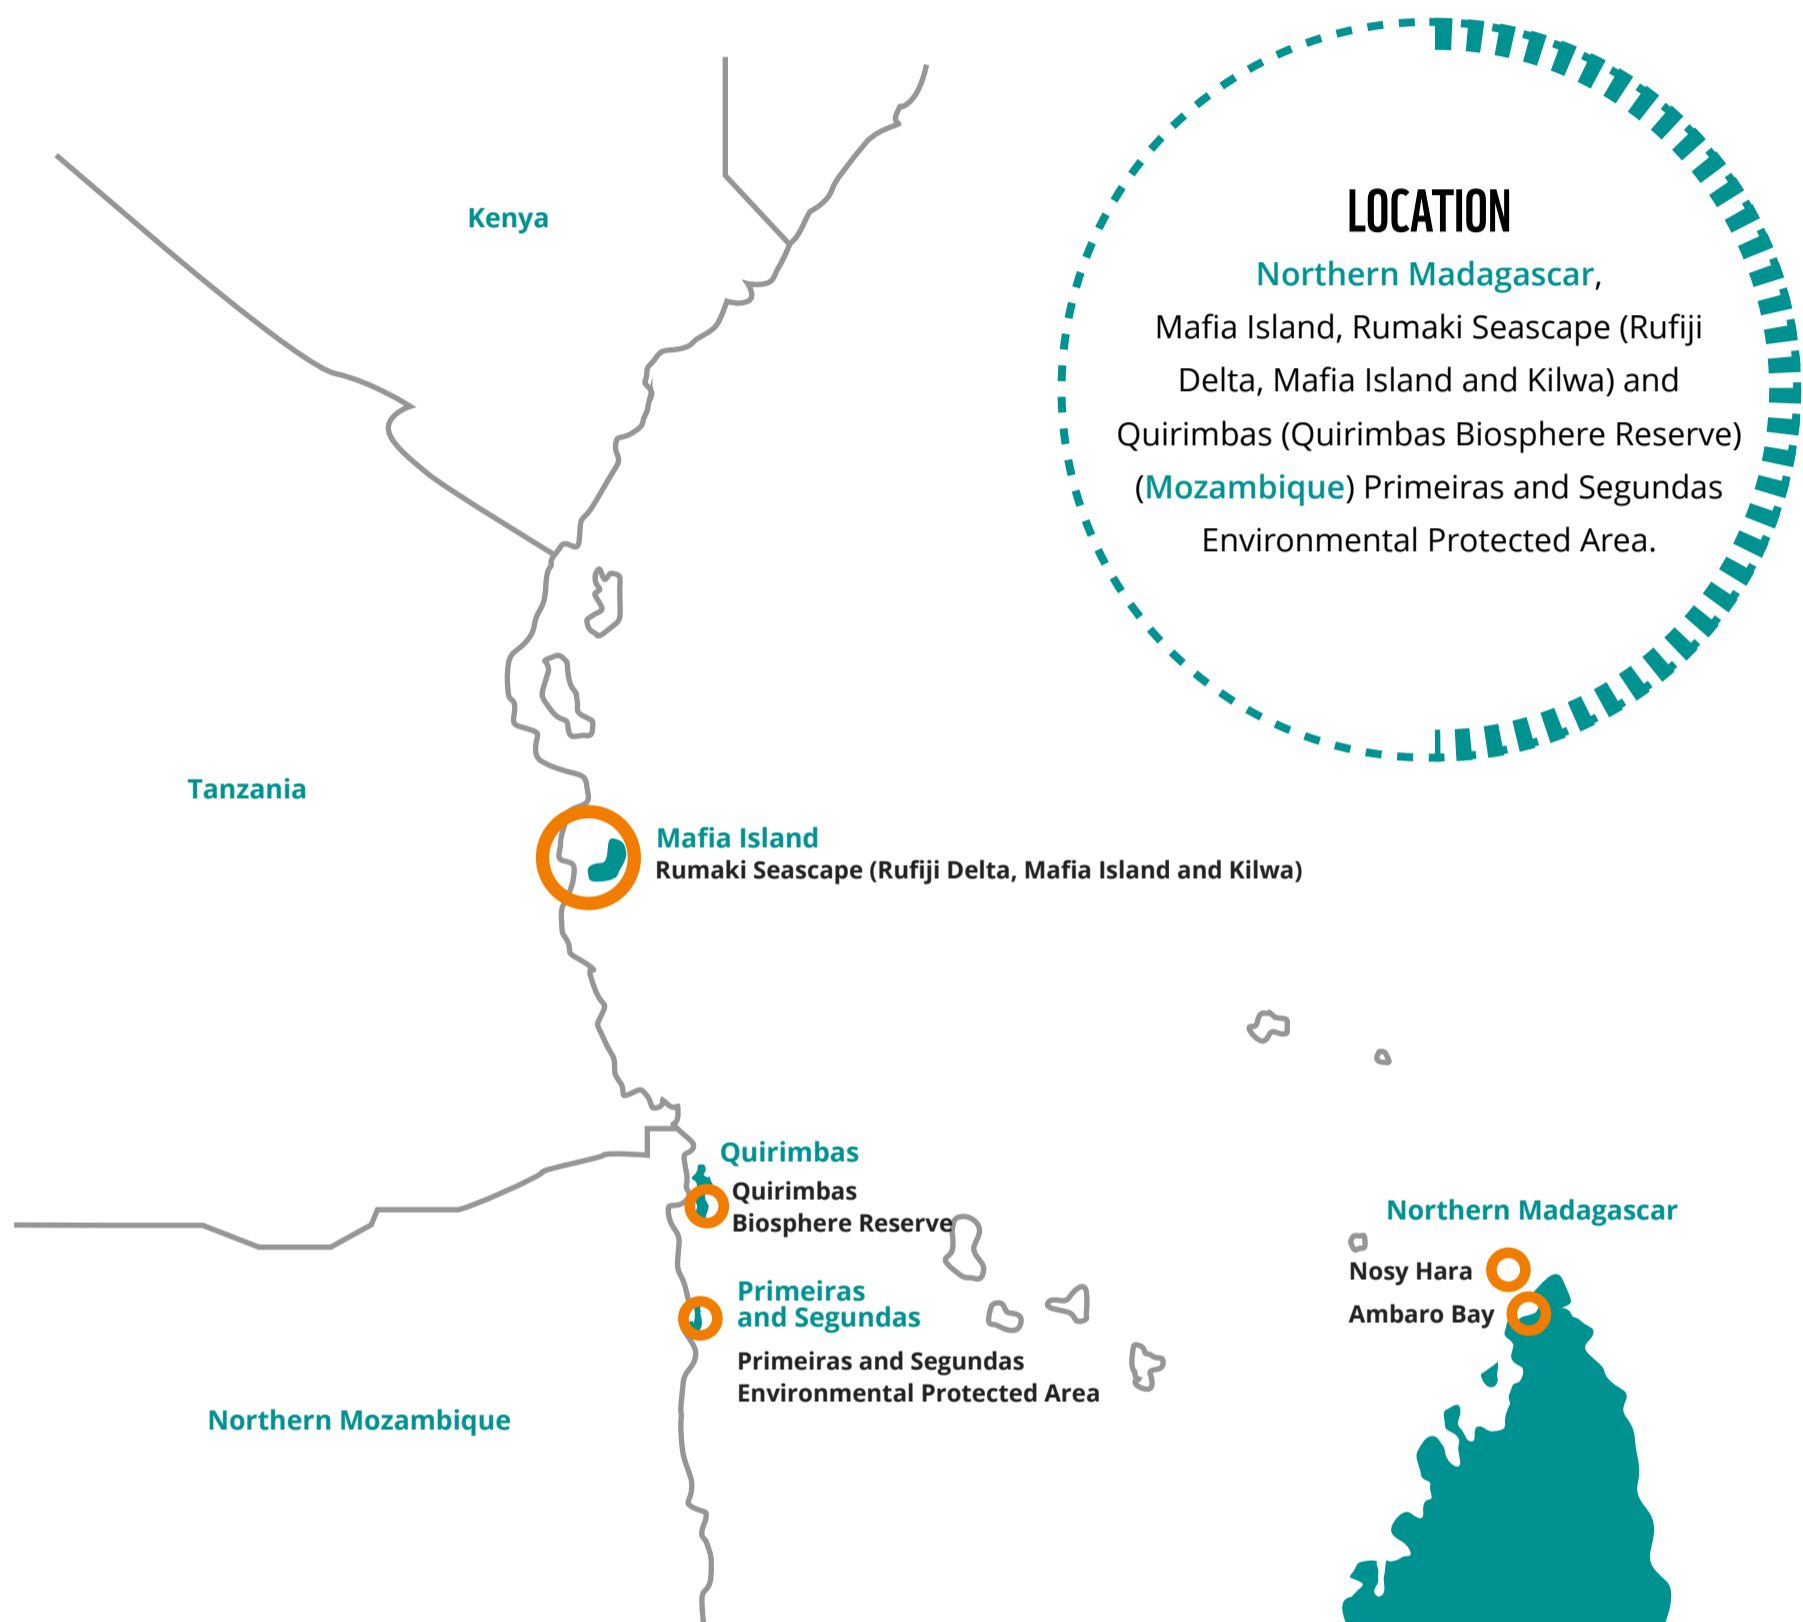 LOCATION
Northern Madagascar,
Mafia Island, Rumaki Seascape (Rufiji
Delta, Mafia Island and Kilwa) and
Quirimbas (Quirimbas Biosphere Reserve)
(Mozambique) Primeiras and Segundas
Environmental Protected Area.
Kenya
Tanzania
Mafia Island
Rumaki Seascape (Rufiji Delta, Mafia Island and Kilwa)
Quirimbas
Quirimbas
Biosphere Reserve
Primeiras
and Segundas
Primeiras and Segundas
Environmental Protected Area
Northern Mozambique
Northern Madagascar
Nosy Hara
Ambaro Bay